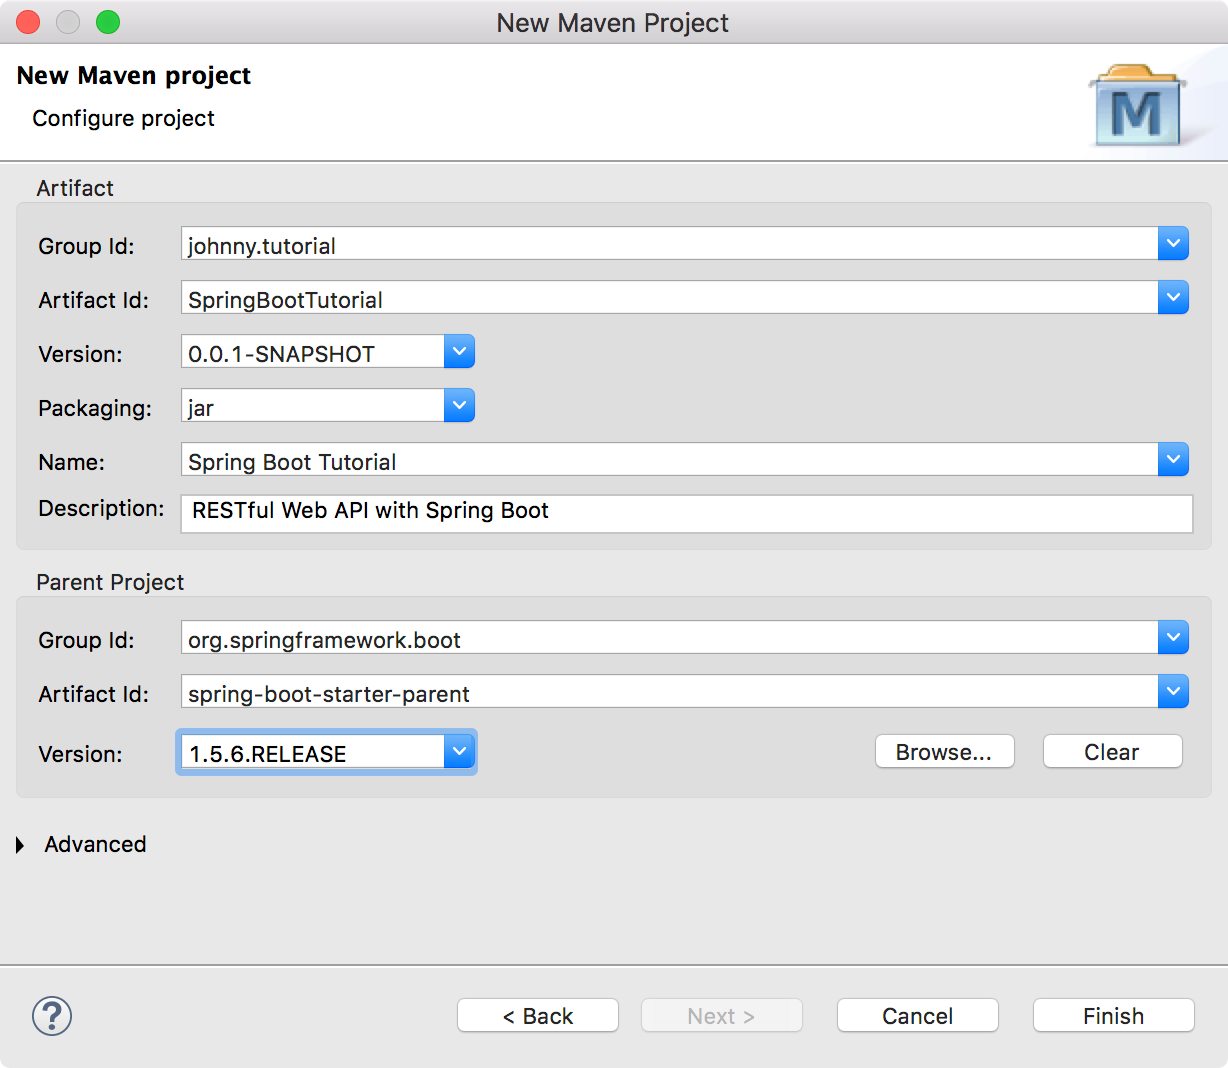 New Maven Project
New Maven project
Configure project
M
Artifact
Group Id: johnny.tutorial
Artifact Id: SpringBootTutorial
Version: 0.0.1-SNAPSHOT
Packaging: jar
Name: Spring Boot Tutorial
Description: RESTful Web API with Spring Boot
Parent Project
Group Id: org.springframework.boot
Artifact Id: spring-boot-starter-parent
Version: 1.5.6.RELEASE Browse... Clear
Advanced
? < Back Next > Cancel Finish